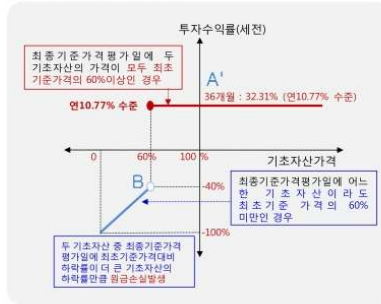 투자수익률(세전)
최종기준가격평가일에 두
기초자산의 가격이 모두 최초
기준가격의 60%이상인 경우
A'
연10.77% 수준
36개월 : 32.31% (연10.77% 수준)
0
60%
100 %
기초자산가격
B
-40%
최종기준가격평가일에 어느
한 기초자산이라도
최초기준 가격의 60%
미만인 경우
-100%
두 기초자산 중 최종기준가격
평가일에 최초기준가격대비
하락률이 더 큰 기초자산의
하락률만큼 원금손실발생